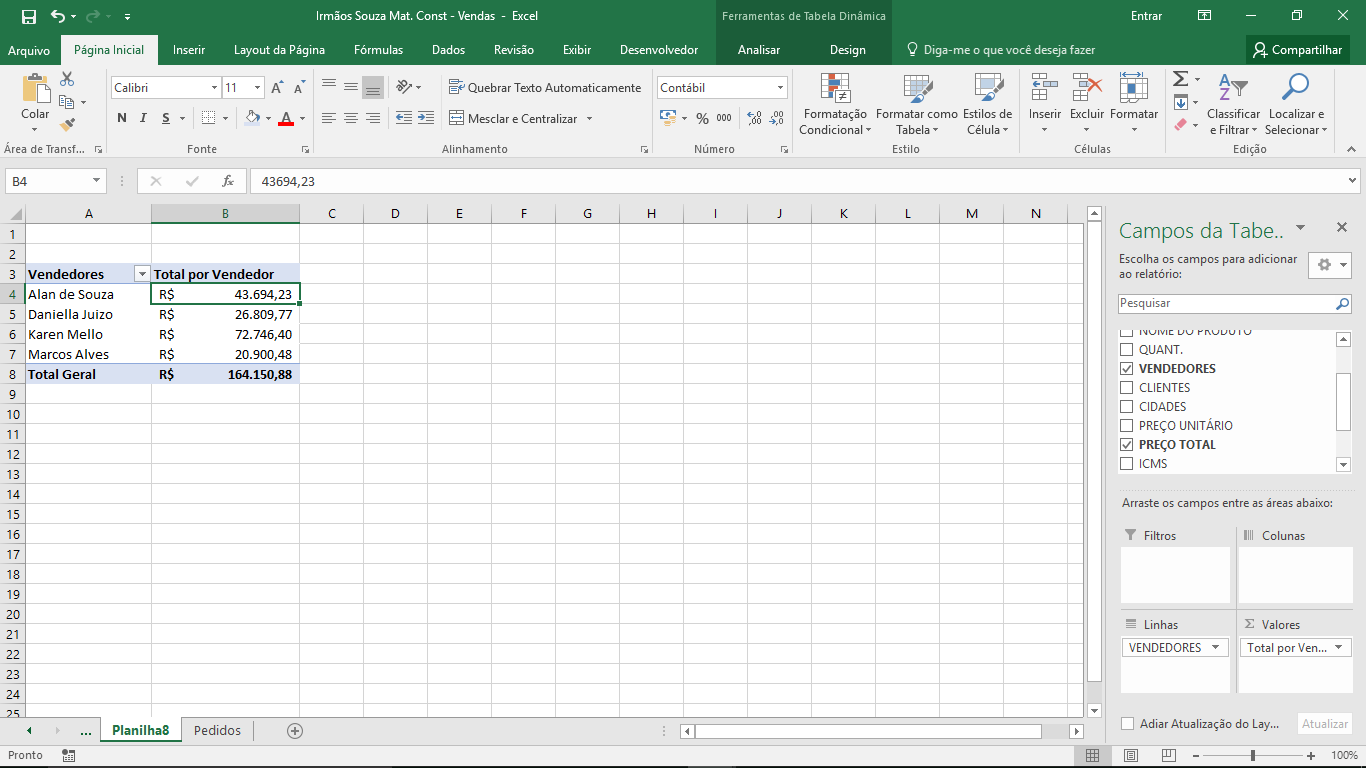 Irmãos Souza Mat. Const - Vendas - Excel
Ferramentas de Tabela Dinâmica
Entrar
Arquivo Página Inicial Inserir Layout da Página Fórmulas Dados Revisão Exibir Desenvolvedor Analisar Design Diga-me o que você deseja fazer Compartilhar
Colar
Área de Transf...
Calibri 11
N I S A
Fonte
Quebrar Texto Automaticamente
Mesclar e Centralizar
Alinhamento
Contábil
% 000
Número
Formatação Condicional
Formatar como Tabela
Estilos de Célula
Estilo
Inserir Excluir Formatar
Células
Classificar e Filtrar
Localizar e Selecionar
Edição
B4 fx 43694,23
A B C D E F G H I J K L M N
1
2
3 Vendedores Total por Vendedor
4 Alan de Souza R$ 43.694,23
5 Daniella Juizo R$ 26.809,77
6 Karen Mello R$ 72.746,40
7 Marcos Alves R$ 20.900,48
8 Total Geral R$ 164.150,88
9
10
11
12
13
14
15
16
17
18
19
20
21
22
23
24
25
Campos da Tabe..
Escolha os campos para adicionar
ao relatório:
Pesquisar
NOME DO PRODUTO
QUANT.
VENDEDORES
CLIENTES
CIDADES
PREÇO UNITÁRIO
PREÇO TOTAL
ICMS
Arraste os campos entre as áreas abaixo:
Filtros
Colunas
Linhas
Σ Valores
VENDEDORES
Total por Ven...
Adiar Atualização do Lay...
Atualizar
... Planilha8 Pedidos
Pronto
100%